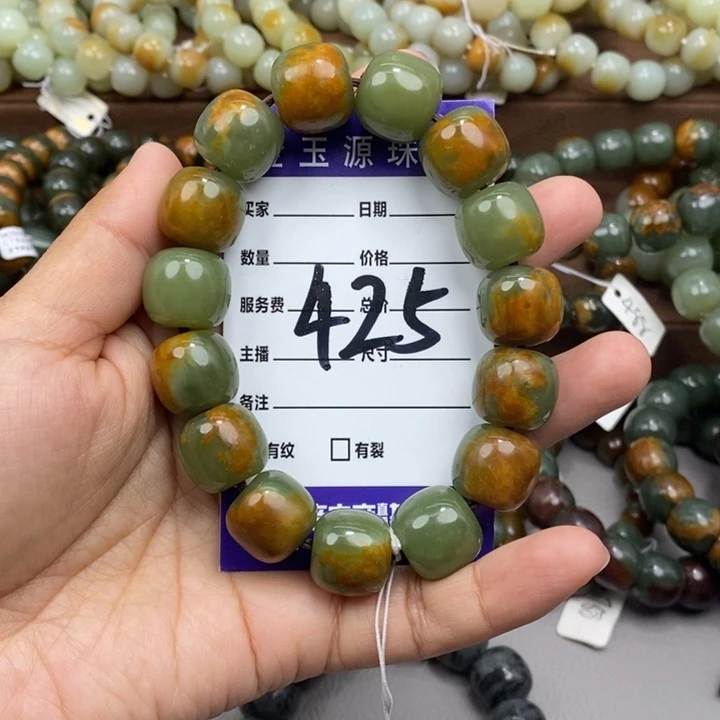 玉源珠
买家 日期
数量 价格
服务费 总价
425
主播 尺寸
备注
有纹 有裂